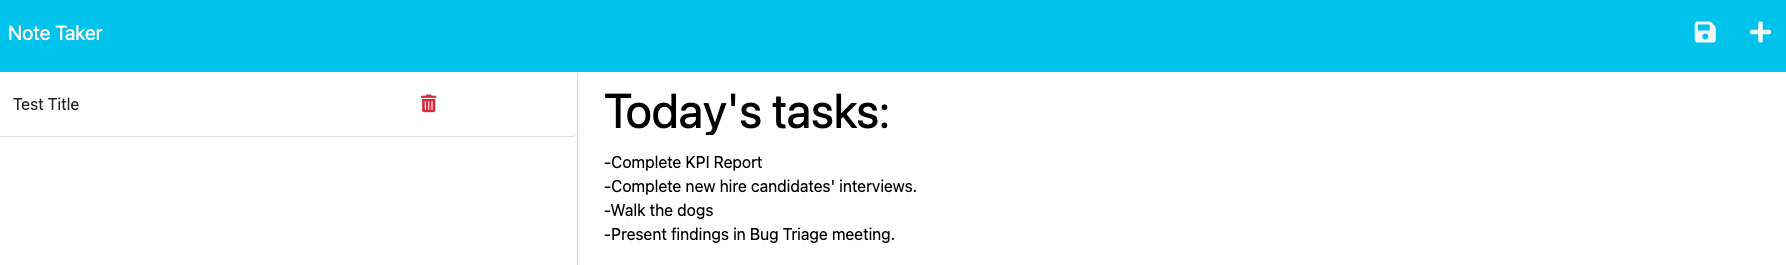 Note Taker
Test Title
Today's tasks:
-Complete KPI Report
-Complete new hire candidates' interviews.
-Walk the dogs
-Present findings in Bug Triage meeting.